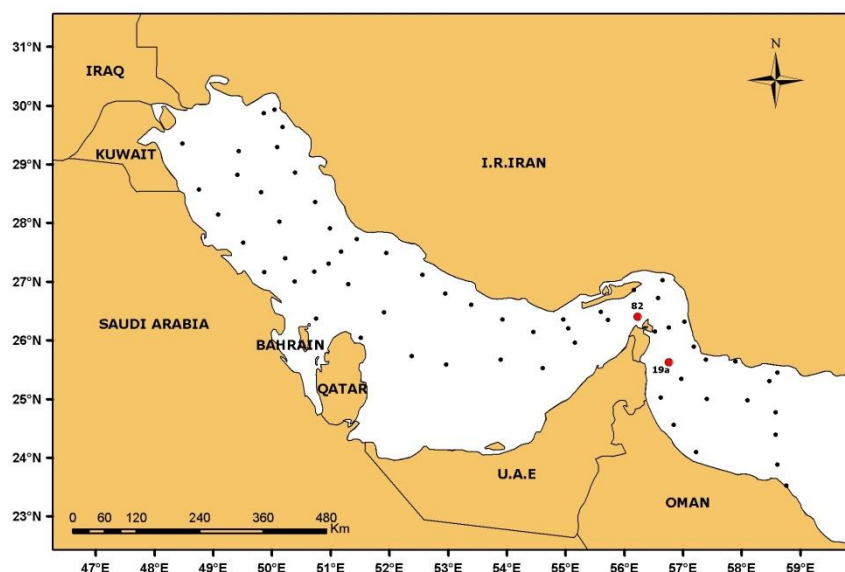 31°N
30°N
29°N
28°N
27°N
26°N
25°N
24°N
23°N
IRAQ
N
KUWAIT
I.R.IRAN
82
SAUDI ARABIA
BAHRAIN
19a
QATAR
U.A.E
OMAN
0 60 120 240 360 480
Km
47°E 48°E 49°E 50°E 51°E 52°E 53°E 54°E 55°E 56°E 57°E 58°E 59°E